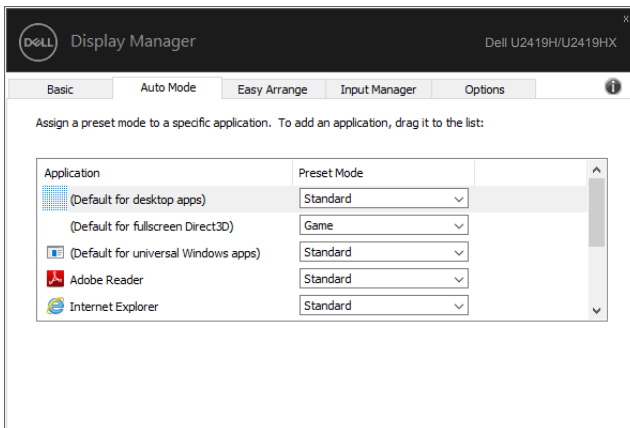 x
DELL Display Manager Dell U2419H/U2419HX
Basic Auto Mode Easy Arrange Input Manager Options i
Assign a preset mode to a specific application. To add an application, drag it to the list:
Application Preset Mode
(Default for desktop apps) Standard
(Default for fullscreen Direct3D) Game
(Default for universal Windows apps) Standard
Adobe Reader Standard
Internet Explorer Standard